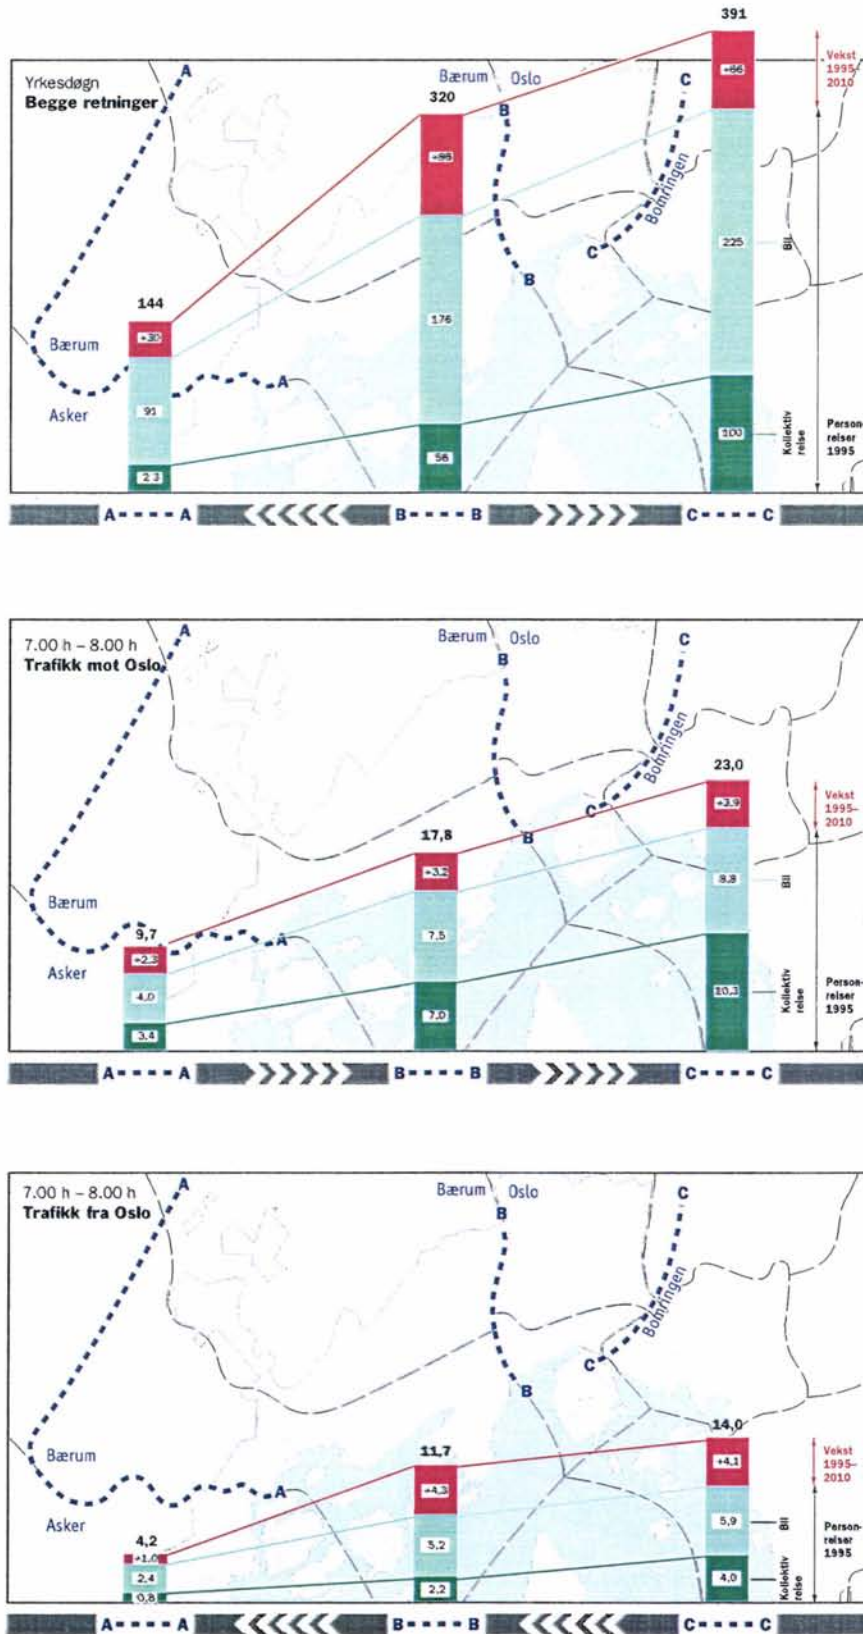 391
Vekst
1995–
2010
+66
Yrkesdøgn
Begge retninger
A
Bærum
Oslo
C
320
B
+86
Bomringen
225
Bil
C
B
144
176
+30
Bærum
A
Asker
91
58
100
Kollektiv
reise
Person-
reiser
1995
23
A A
B B
C C
7.00 h – 8.00 h
Trafikk mot Oslo
A
Bærum
Oslo
B
C
Bomringen
23,0
Vekst
1995–
2010
+3,9
C
B
17,8
+3,2
8,8
Bil
Bærum
9,7
A
7,5
Asker
+2,3
4,0
10,3
Kollektiv
reise
Person-
reiser
1995
3,4
7,0
A A
B B
C C
7.00 h – 8.00 h
Trafikk fra Oslo
A
Bærum
Oslo
B
C
Bomringen
C
B
14,0
Vekst
1995–
2010
11,7
Bærum
+4,1
A
+4,3
Asker
5,9
Bil
Person-
reiser
1995
4,2
5,2
+1,0
2,4
0,8
2,2
4,0
Kollektiv
reise
A A
B B
C C